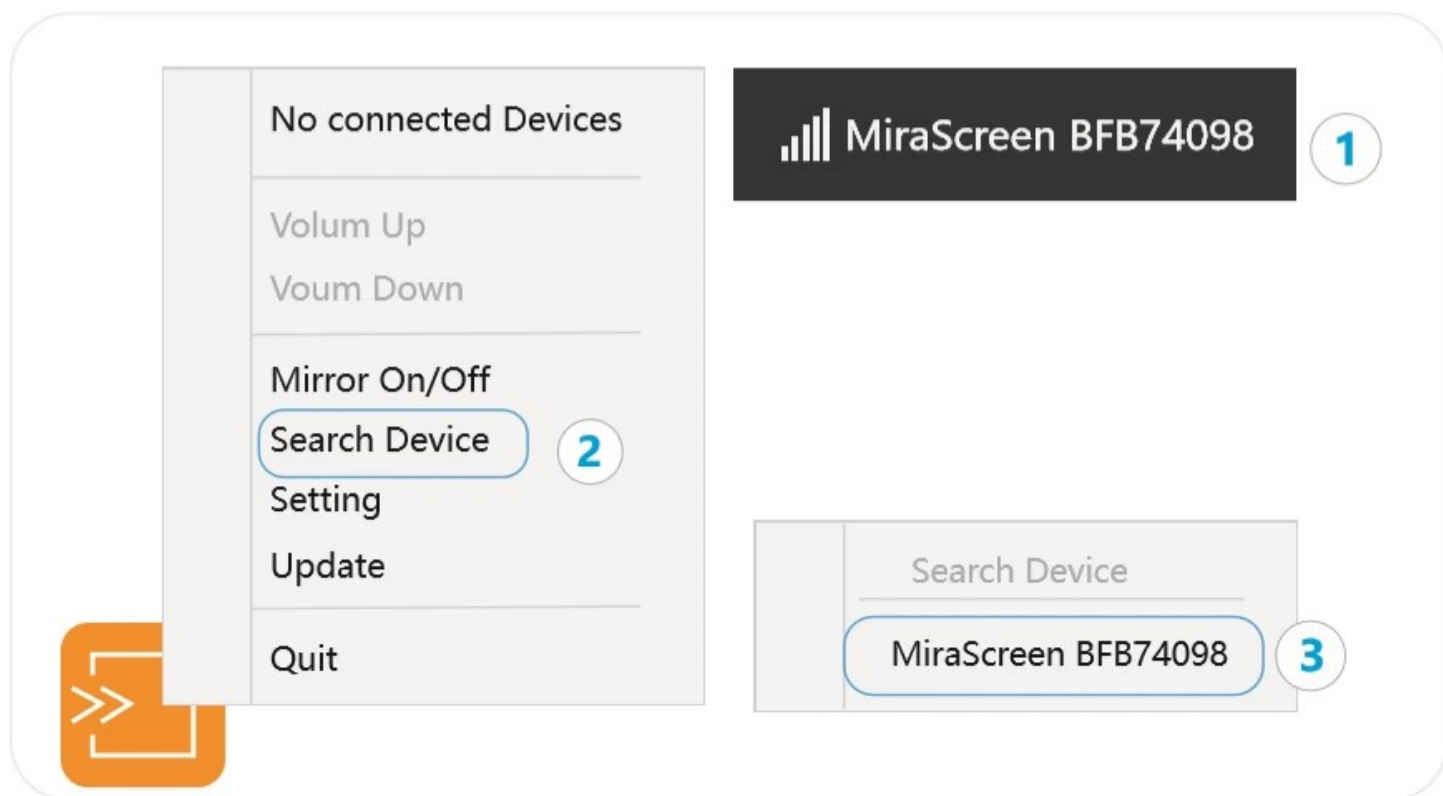 No connected Devices
Volum Up
Voum Down
Mirror On/Off
Search Device
2
Setting
Update
Quit
MiraScreen BFB74098
1
Search Device
MiraScreen BFB74098
3